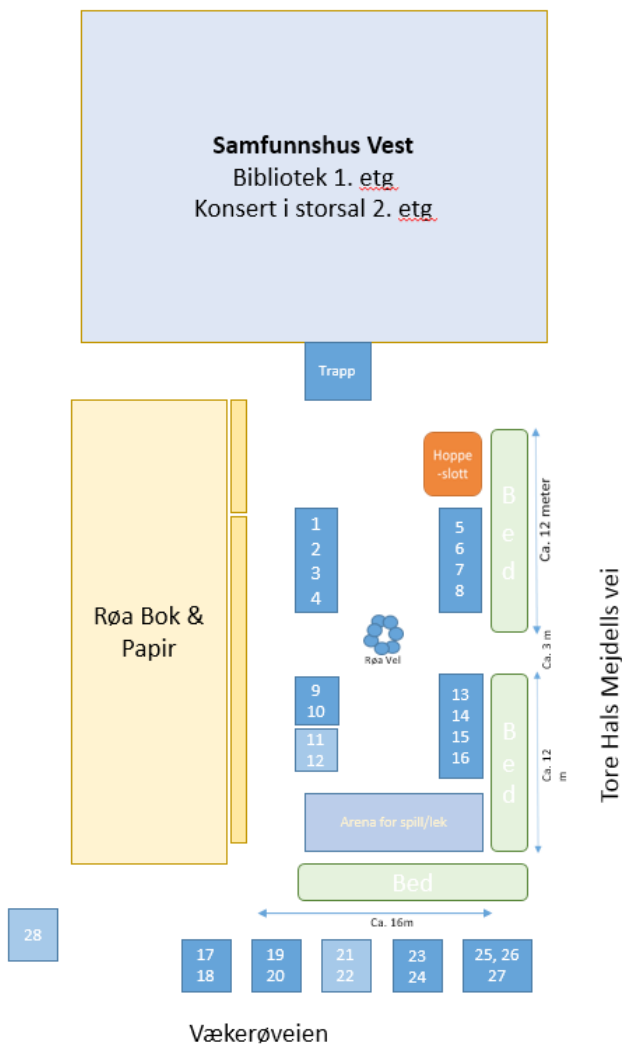 Samfunnshus Vest
Bibliotek 1. etg
Konsert i storsal 2. etg
Trapp
Hoppe
-slott
Bed
Ca. 12 meter
1
2
3
4
5
6
7
8
Røa Bok &
Papir
Røa Vel
Ca. 3 m
Tore Hals Mejdells vei
9
10
11
12
13
14
15
16
Bed
Ca. 12
m
Arena for spill/lek
Bed
Ca. 16m
28
17
18
19
20
21
22
23
24
25, 26
27
Vækerøveien